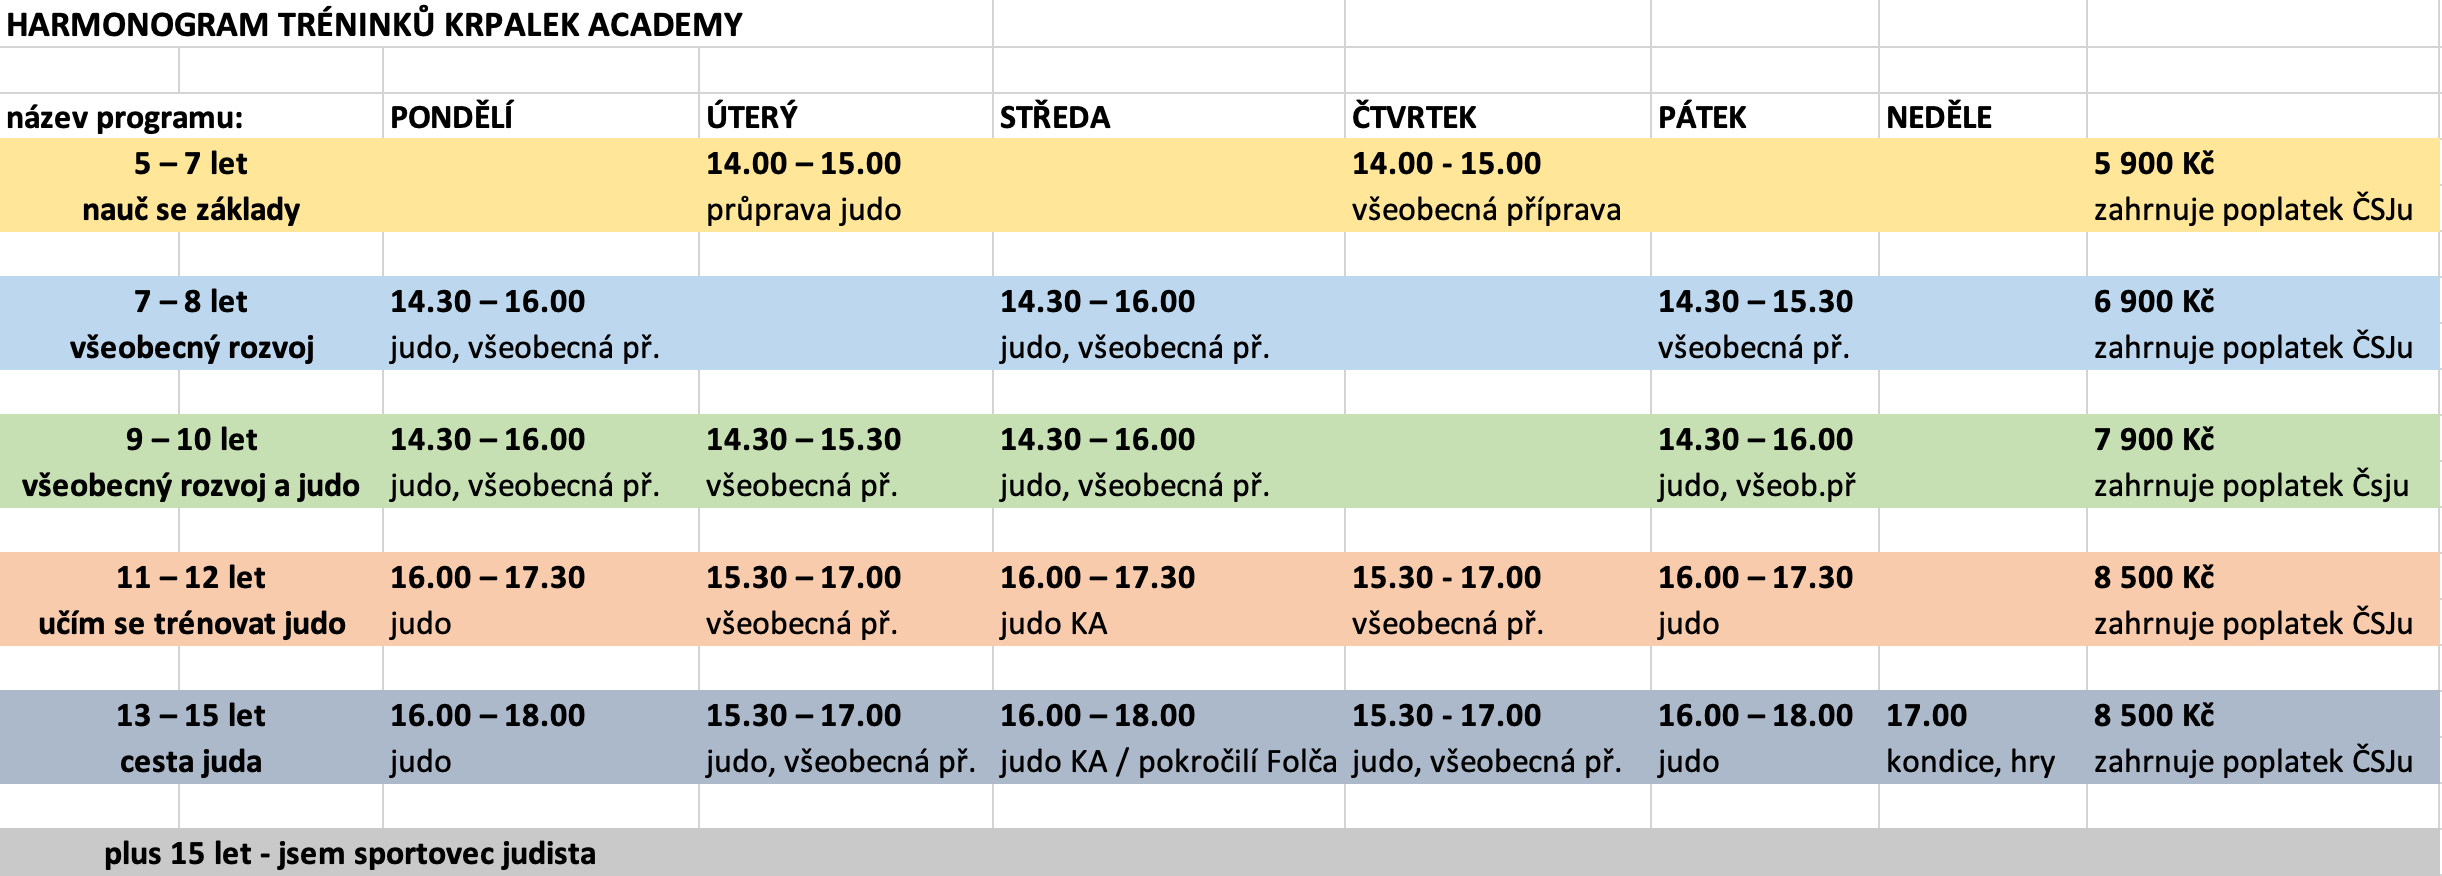 HARMONOGRAM TRÉNINKŮ KRPALEK ACADEMY
název programu: PONDĚLÍ ÚTERÝ STŘEDA ČTVRTEK PÁTEK NEDĚLE
5 – 7 let 14.00 – 15.00 14.00 - 15.00 5 900 Kč
nauč se základy průprava judo všeobecná příprava zahrnuje poplatek ČSJu
7 – 8 let 14.30 – 16.00 14.30 – 16.00 14.30 – 15.30 6 900 Kč
všeobecný rozvoj judo, všeobecná př. judo, všeobecná př. všeobecná př. zahrnuje poplatek ČSJu
9 – 10 let 14.30 – 16.00 14.30 – 15.30 14.30 – 16.00 14.30 – 16.00 7 900 Kč
všeobecný rozvoj a judo judo, všeobecná př. všeobecná př. judo, všeobecná př. judo, všeob.př zahrnuje poplatek Čsju
11 – 12 let 16.00 – 17.30 15.30 – 17.00 16.00 – 17.30 15.30 - 17.00 16.00 – 17.30 8 500 Kč
učím se trénovat judo judo všeobecná př. judo KA všeobecná př. judo zahrnuje poplatek ČSJu
13 – 15 let 16.00 – 18.00 15.30 – 17.00 16.00 – 18.00 15.30 - 17.00 16.00 – 18.00 17.00 8 500 Kč
cesta juda judo judo, všeobecná př. judo KA / pokročilí Folča judo, všeobecná př. judo kondice, hry zahrnuje poplatek ČSJu
plus 15 let - jsem sportovec judista